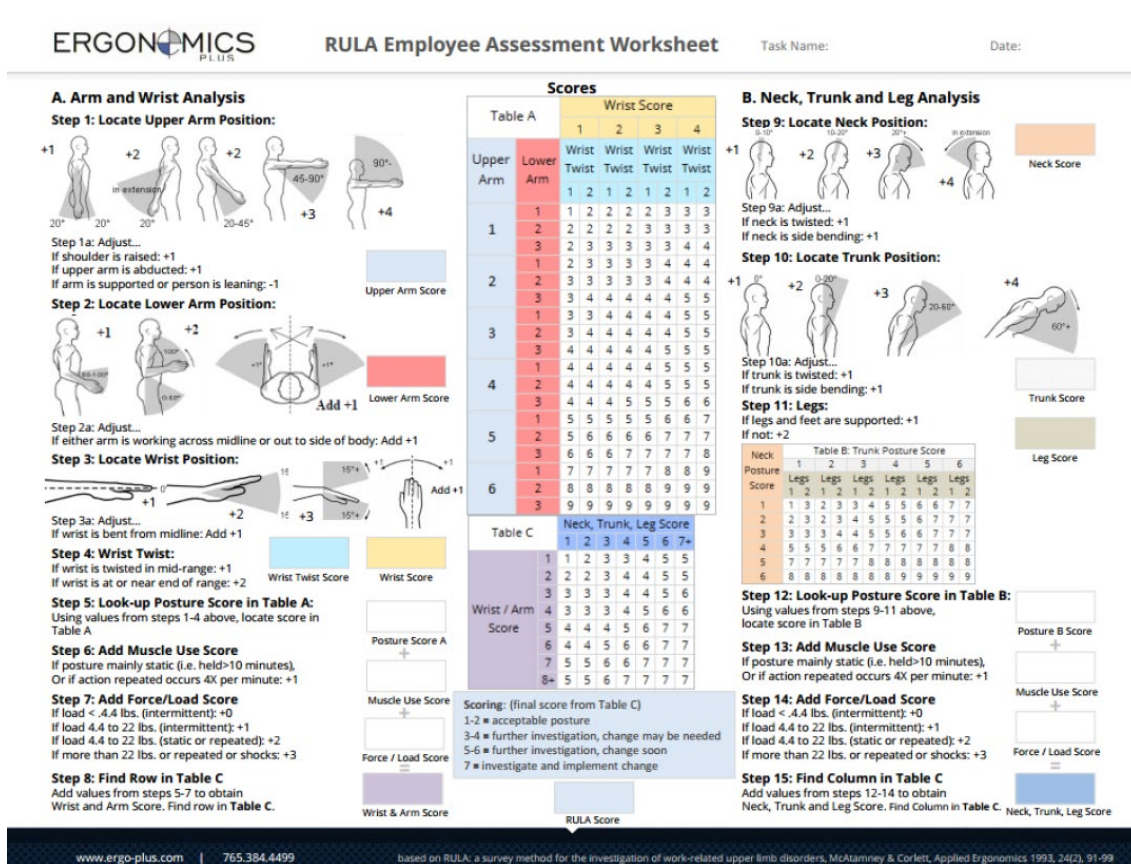 ERGONOMICS
PLUS
RULA Employee Assessment Worksheet
Task Name:
Date:
A. Arm and Wrist Analysis
Step 1: Locate Upper Arm Position:
+1
+2
+2
+3
+4
in extension
45-90°
90°-
20°
20°
20°
20-45°
Step 1a: Adjust...
If shoulder is raised: +1
If upper arm is abducted: +1
If arm is supported or person is leaning: -1
Upper Arm Score
Step 2: Locate Lower Arm Position:
+1
+2
100°
+1°
+1°
Add +1
Lower Arm Score
Step 2a: Adjust...
If either arm is working across midline or out to side of body: Add +1
Step 3: Locate Wrist Position:
0°
+1
15
+2
15
15°+
+3
15°+
+1
+1
Add +1
Step 3a: Adjust...
If wrist is bent from midline: Add +1
Step 4: Wrist Twist:
If wrist is twisted in mid-range: +1
If wrist is at or near end of range: +2
Wrist Twist Score
Wrist Score
Step 5: Look-up Posture Score in Table A:
Using values from steps 1-4 above, locate score in
Table A
Posture Score A
+
Step 6: Add Muscle Use Score
If posture mainly static (i.e. held>10 minutes),
Or if action repeated occurs 4X per minute: +1
Muscle Use Score
+
Step 7: Add Force/Load Score
If load < .4.4 lbs. (intermittent): +0
If load 4.4 to 22 lbs. (intermittent): +1
If load 4.4 to 22 lbs. (static or repeated): +2
If more than 22 lbs. or repeated or shocks: +3
Force / Load Score
=
Step 8: Find Row in Table C
Add values from steps 5-7 to obtain
Wrist and Arm Score. Find row in Table C.
Wrist & Arm Score
Scores
Table A
Wrist Score
1 2 3 4
Upper Arm
Lower Arm
Wrist Twist Wrist Twist Wrist Twist Wrist Twist
1 2 1 2 1 2 1 2
1
1 1 2 2 2 2 3 3 3
2 2 2 2 2 3 3 3 3
3 2 3 3 3 3 3 4 4
2
1 2 3 3 3 3 4 4 4
2 3 3 3 3 3 4 4 4
3 3 4 4 4 4 4 5 5
3
1 3 3 4 4 4 4 5 5
2 3 4 4 4 4 4 5 5
3 4 4 4 4 4 5 5 5
4
1 4 4 4 4 4 5 5 5
2 4 4 4 4 4 5 5 5
3 4 4 4 5 5 5 6 6
5
1 5 5 5 5 5 6 6 7
2 5 6 6 6 6 7 7 7
3 6 6 6 7 7 7 7 8
6
1 7 7 7 7 7 8 8 9
2 8 8 8 8 8 9 9 9
3 9 9 9 9 9 9 9 9
Table C
Neck, Trunk, Leg Score
1 2 3 4 5 6 7+
Wrist / Arm Score
1 1 2 3 3 4 5 5
2 2 2 3 4 4 5 5
3 3 3 3 4 4 5 6
4 3 3 3 4 5 6 6
5 4 4 4 5 6 7 7
6 4 4 5 6 6 7 7
7 5 5 6 6 7 7 7
8+ 5 5 6 7 7 7 7
Scoring: (final score from Table C)
1-2 = acceptable posture
3-4 = further investigation, change may be needed
5-6 = further investigation, change soon
7 = investigate and implement change
RULA Score
B. Neck, Trunk and Leg Analysis
Step 9: Locate Neck Position:
0-10°
10-20°
20°+
in extension
+1
+2
+3
+4
Neck Score
Step 9a: Adjust...
If neck is twisted: +1
If neck is side bending: +1
Step 10: Locate Trunk Position:
+1
0°
+2
0-20°
+3
20-60°
+4
60°+
Step 10a: Adjust...
If trunk is twisted: +1
If trunk is side bending: +1
Trunk Score
Step 11: Legs:
If legs and feet are supported: +1
If not: +2
Leg Score
Neck Posture Score
Table B: Trunk Posture Score
1 2 3 4 5 6
Legs Legs Legs Legs Legs Legs
1 2 1 2 1 2 1 2 1 2 1 2
1 1 3 2 3 3 4 5 5 6 6 7 7
2 2 3 2 3 4 5 5 5 6 7 7 7
3 3 3 3 4 4 5 5 6 6 7 7 7
4 5 5 5 6 6 7 7 7 7 7 8 8
5 7 7 7 7 7 8 8 8 8 8 8 8
6 8 8 8 8 8 8 8 9 9 9 9 9
Step 12: Look-up Posture Score in Table B:
Using values from steps 9-11 above,
locate score in Table B
Posture B Score
+
Step 13: Add Muscle Use Score
If posture mainly static (i.e. held>10 minutes),
Or if action repeated occurs 4X per minute: +1
Muscle Use Score
+
Step 14: Add Force/Load Score
If load < .4.4 lbs. (intermittent): +0
If load 4.4 to 22 lbs. (intermittent): +1
If load 4.4 to 22 lbs. (static or repeated): +2
If more than 22 lbs. or repeated or shocks: +3
Force / Load Score
=
Step 15: Find Column in Table C
Add values from steps 12-14 to obtain
Neck, Trunk and Leg Score. Find Column in Table C.
Neck, Trunk, Leg Score
www.ergo-plus.com | 765.384.4499
based on RULA: a survey method for the investigation of work-related upper limb disorders, McAtamney & Corlett, Applied Ergonomics 1993, 24(2), 91-99